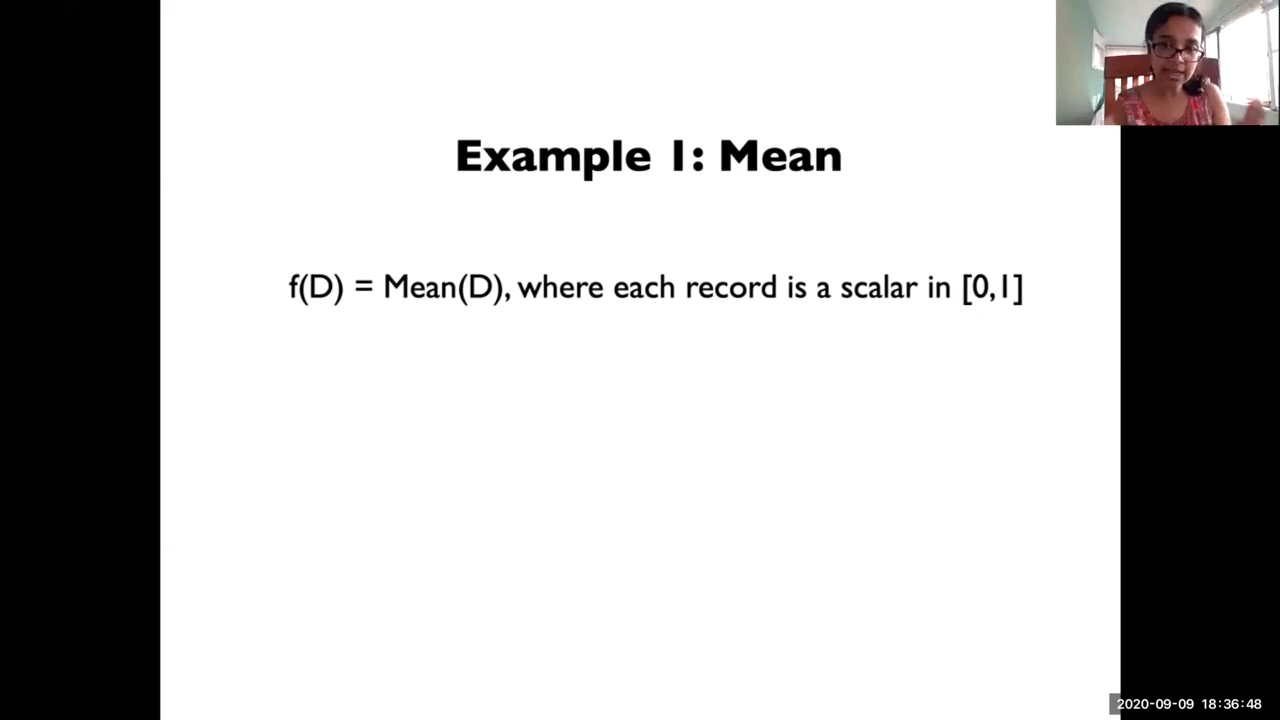 Example 1: Mean
f(D) = Mean(D), where each record is a scalar in [0,1]
2020-09-09 18:36:48